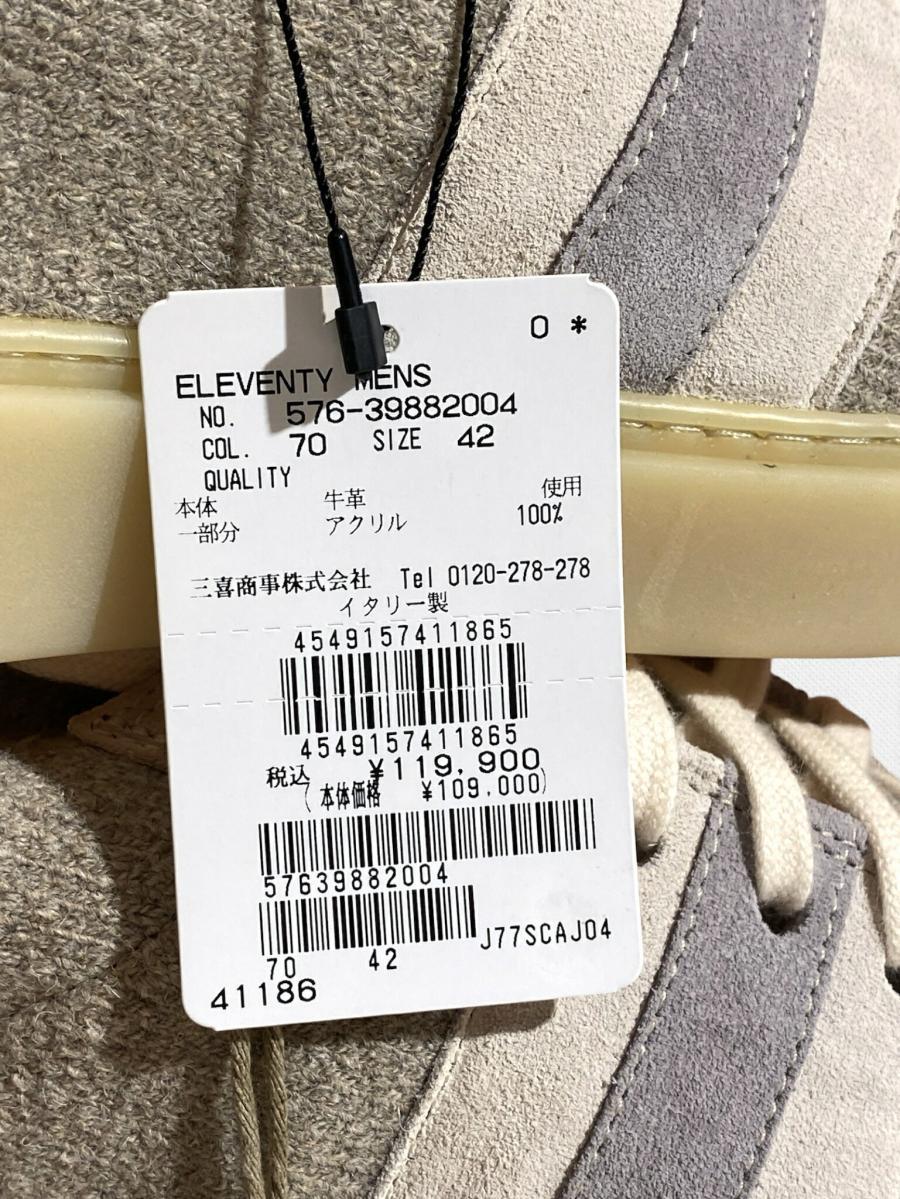 O *
ELEVENTY MENS
NO. 576-39882004
COL. 70 SIZE 42
QUALITY
本体 牛革 使用
一部分 アクリル 100%
三喜商事株式会社 Tel 0120-278-278
イタリー製
4549157411865
4549157411865
税込 ¥119,900
(本体価格 ¥109.000)
57639882004
70 42 J77SCAJ04
41186